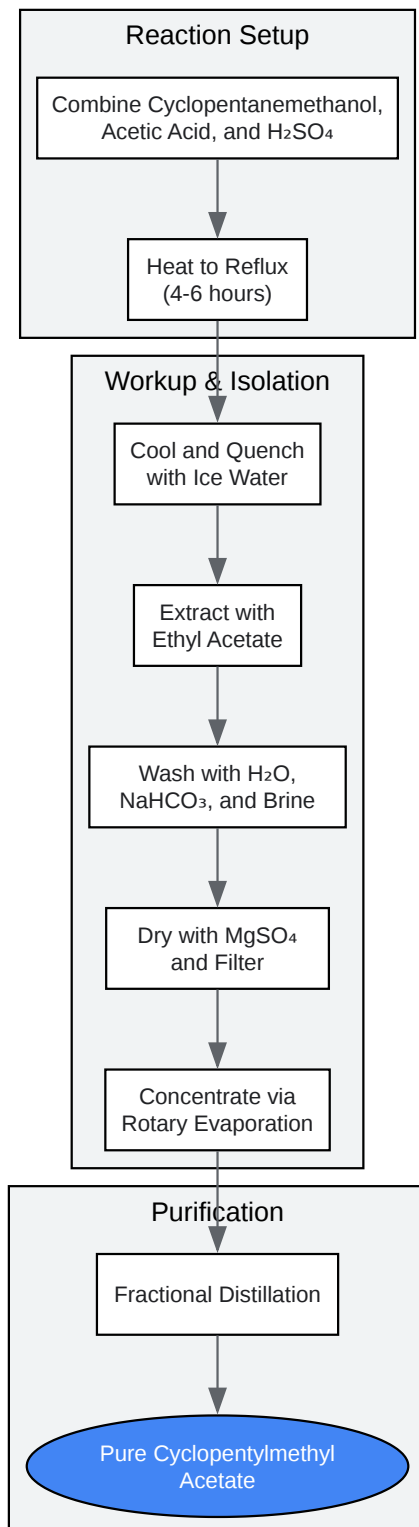 Reaction Setup
Combine Cyclopentanemethanol,
Acetic Acid, and H₂SO₄
Heat to Reflux
(4-6 hours)
Workup & Isolation
Cool and Quench
with Ice Water
Extract with
Ethyl Acetate
Wash with H₂O,
NaHCO₃, and Brine
Dry with MgSO₄
and Filter
Concentrate via
Rotary Evaporation
Purification
Fractional Distillation
Pure Cyclopentylmethyl
Acetate